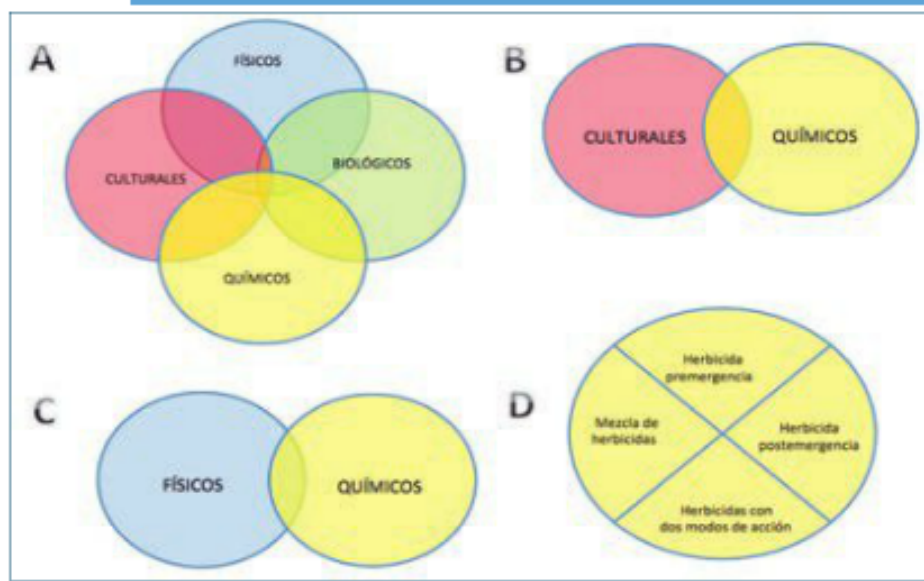 A
FÍSICOS
CULTURALES
BIOLÓGICOS
QUÍMICOS
B
CULTURALES
QUÍMICOS
C
FÍSICOS
QUÍMICOS
D
Herbicida
premergencia
Mezcla de
herbicidas
Herbicida
postemergencia
Herbicidas con
dos modos de acción